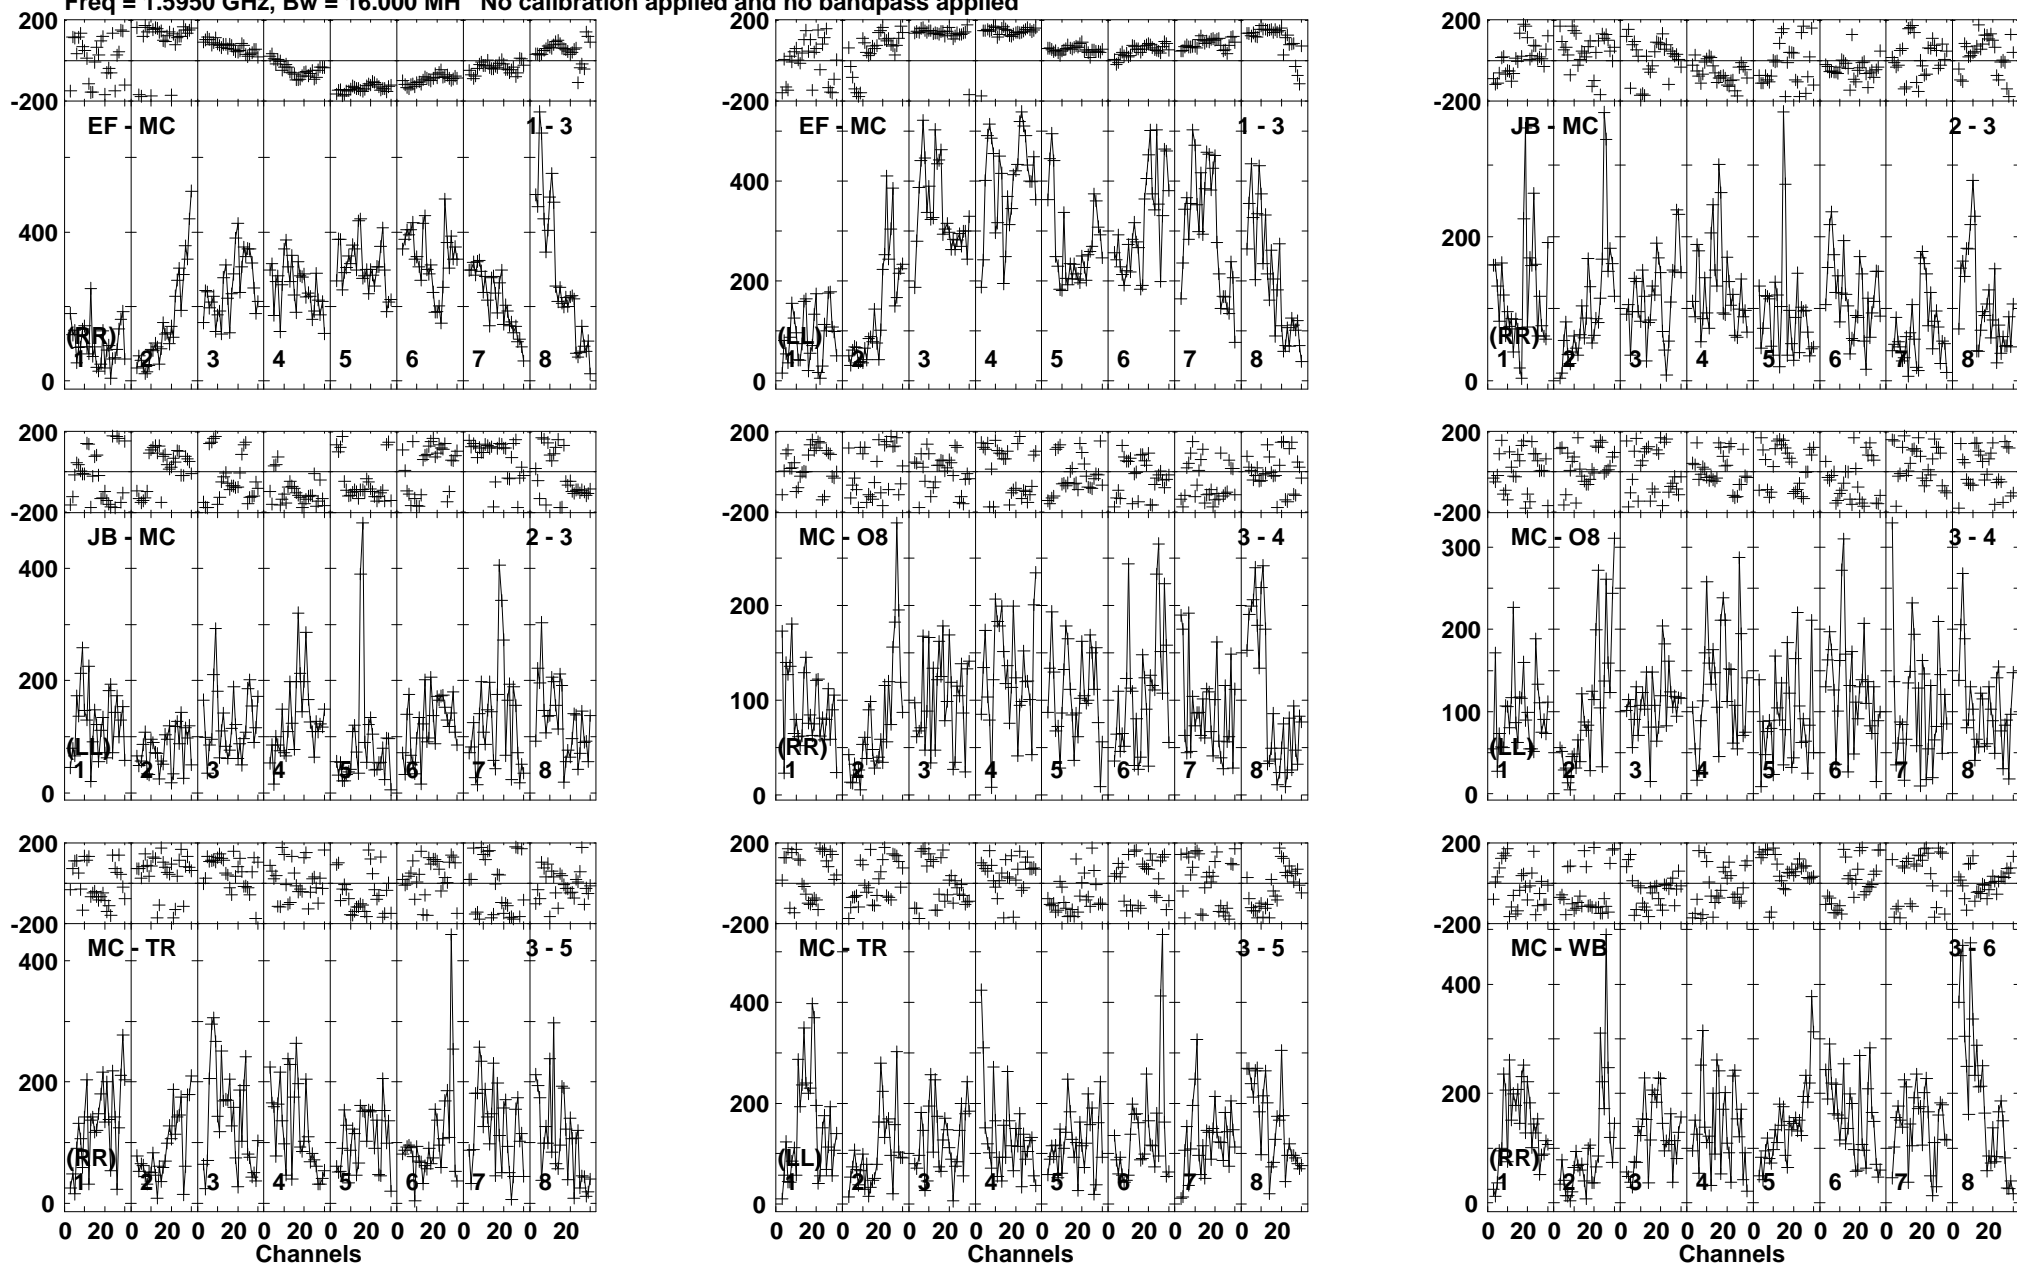 Freq = 1.5950 GHz, Bw = 16.000 MH No calibration applied and no bandpass applied
200 200 200
-200 -200 -200
EF - MC 1 - 3 EF - MC 1 - 3 JB - MC 2 - 3
400 400 200
200
0 0 0
(RR) (LL) (RR)
1 2 3 4 5 6 7 8 1 2 3 4 5 6 7 8 1 2 3 4 5 6 7 8
200 200 200
-200 -200 -200
JB - MC 2 - 3 MC - O8 3 - 4 MC - O8 3 - 4
400 200 300
200 100 200
100
0 0 0
(LL) (RR) (LL)
1 2 3 4 5 6 7 8 1 2 3 4 5 6 7 8 1 2 3 4 5 6 7 8
200 200 200
-200 -200 -200
MC - TR 3 - 5 MC - TR 3 - 5 MC - WB 3 - 6
400 400 400
200 200 200
0 0 0
(RR) (LL) (RR)
1 2 3 4 5 6 7 8 1 2 3 4 5 6 7 8 1 2 3 4 5 6 7 8
0 20 0 20 0 20 0 20 0 20 0 20 0 20 0 20 0 20 0 20 0 20 0 20 0 20 0 20 0 20 0 20 0 20 0 20 0 20 0 20 0 20 0 20 0 20 0 20
Channels Channels Channels